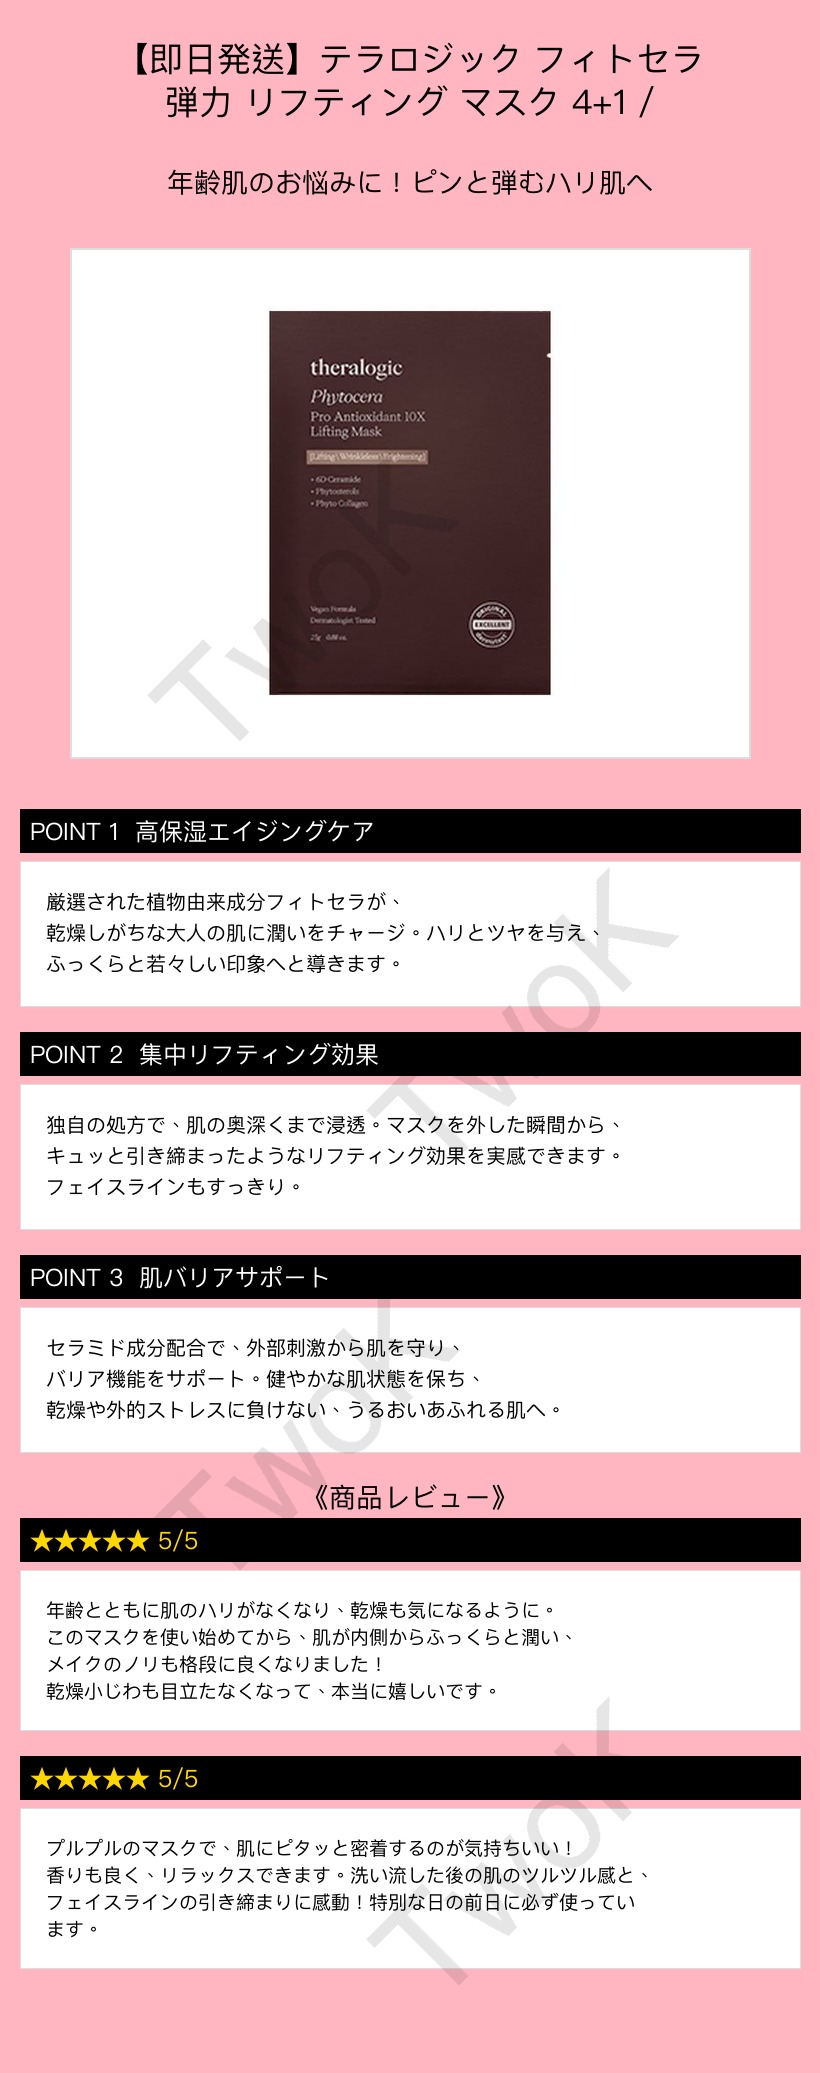 【即日発送】テラロジック フィトセラ
弾力 リフティング マスク 4+1 /
年齢肌のお悩みに！ピンと弾むハリ肌へ
theralogic
Phytocera
Pro Antioxidant 10X
Lifting Mask
[Lifting\Wrinkleless\Brightening]
• 6D-Ceramide
• Phytosterols
• Phyto Collagen
Vegan Formula
Dermatologist Tested
25g 0.88 oz.
ORIGINAL
EXCELLENT
dermatest
TwoK
POINT 1 高保湿エイジングケア
厳選された植物由来成分フィトセラが、
乾燥しがちな大人の肌に潤いをチャージ。ハリとツヤを与え、
ふっくらと若々しい印象へと導きます。
TwoK
POINT 2 集中リフティング効果
独自の処方で、肌の奥深くまで浸透。マスクを外した瞬間から、
キュッと引き締まったようなリフティング効果を実感できます。
フェイスラインもすっきり。
POINT 3 肌バリアサポート
セラミド成分配合で、外部刺激から肌を守り、
バリア機能をサポート。健やかな肌状態を保ち、
乾燥や外的ストレスに負けない、うるおいあふれる肌へ。
TwoK
《商品レビュー》
★★★★★ 5/5
年齢とともに肌のハリがなくなり、乾燥も気になるように。
このマスクを使い始めてから、肌が内側からふっくらと潤い、
メイクのノリも格段に良くなりました！
乾燥小じわも目立たなくなって、本当に嬉しいです。
★★★★★ 5/5
プルプルのマスクで、肌にピタッと密着するのが気持ちいい！
香りも良く、リラックスできます。洗い流した後の肌のツルツル感と、
フェイスラインの引き締まりに感動！特別な日の前日に必ず使ってい
ます。
TwoK